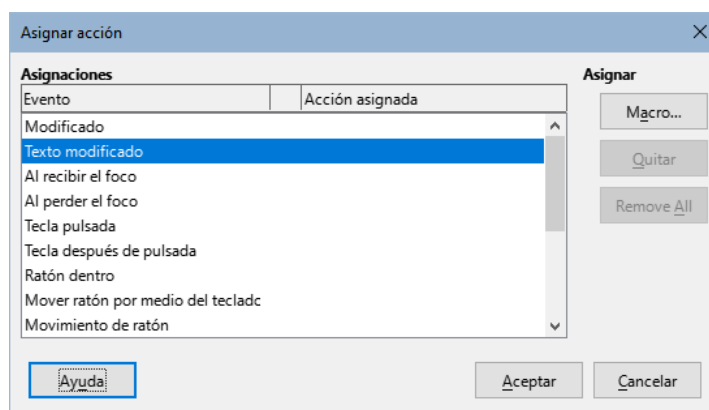 Asignar acción
Asignaciones
Asignar
Evento
Acción asignada
Modificado
Texto modificado
Al recibir el foco
Al perder el foco
Tecla pulsada
Tecla después de pulsada
Ratón dentro
Mover ratón por medio del teclado
Movimiento de ratón
Macro...
Quitar
Remove All
Ayuda
Aceptar
Cancelar